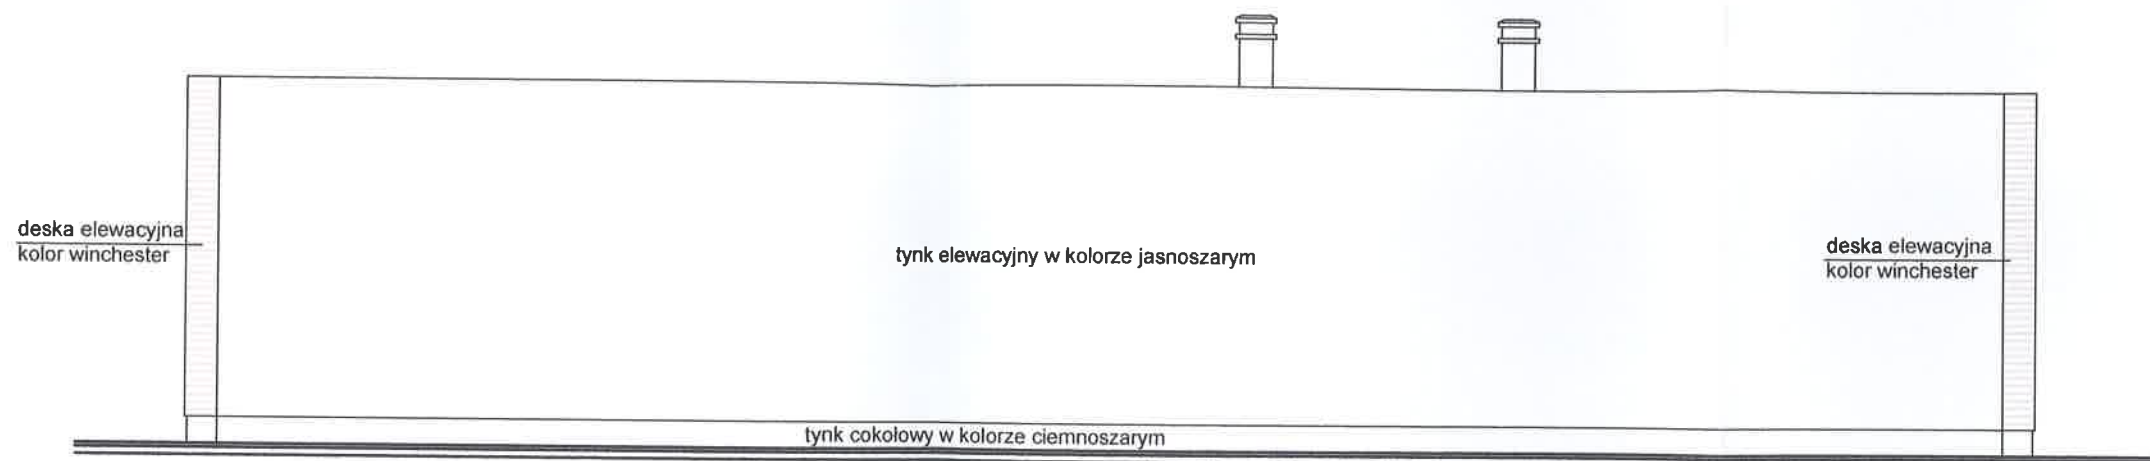 deska elewacyjna
kolor winchester
tynk elewacyjny w kolorze jasnoszarym
deska elewacyjna
kolor winchester
tynk cokołowy w kolorze ciemnoszarym